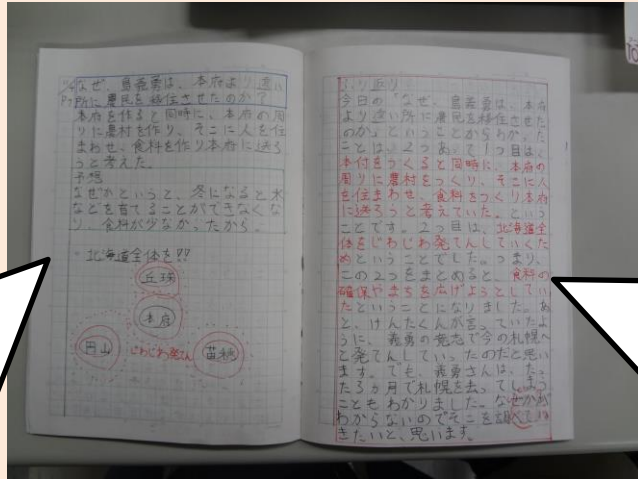 なぜ、島義勇は、本府より遠い
所に農民を移住させたのか?
本府を作ると同時に、本府の周
りに農村を作り、そこに人を住
まわせ、食料を作り本府に送ろ
うと考えた。
予想
なぜかというと、冬になると米
などを育てることができなくな
り、食料が少なかったから。
北海道全体を!!
丘珠
本府
円山
じわじわ発てん
苗穂
ふり返り
今日の「なぜ、島義勇は、本府
より遠い所に農民を移住させた
のか」ということからわかった
ことは、2つあって1つ目は、
本府をつくると同時に、本府の
周りに農村をつくり、そこに人
を住まわせ、食料をつくり本府
に送ろうと考えていた。という
ことです。2つ目は、北海道全
体をじわじわ発てんしていくた
めということでした。つまり、
この2つをまとめると、食料の
確保やまちを広げようとしてい
たということになりました。あ
と、けんたくんが言っていたよ
うに、義勇の意志で今の札幌へ
と発てんしていったのだと思い
ます。でも、義勇さんは、たっ
た3ヵ月で札幌を去ってしまう
こともわかりました。なぜかが
わからないのでそこを調べてい
きたいと、思います。